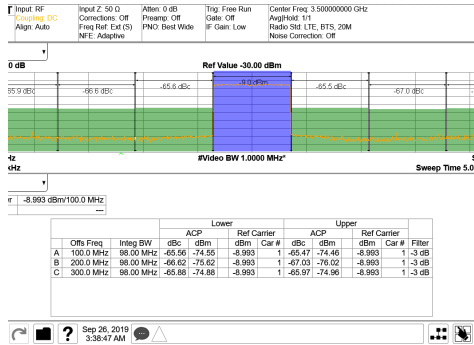 Input: RF Input Z: 50 Ω Atten: 0 dB Trig: Free Run Center Freq: 3.500000000 GHz
Coupling: DC Corrections: Off Preamp: Off Gate: Off Avg|Hold: 1/1
Align: Auto Freq Ref: Ext (S) PNO: Best Wide IF Gain: Low Radio Std: LTE, BTS, 20M
NFE: Adaptive Noise Correction: Off
0 dB Ref Value -30.00 dBm
65.9 dBc -66.6 dBc -65.6 dBc -9.0 dBm -65.5 dBc -67.0 dBc
Hz #Video BW 1.0000 MHz*
kHz Sweep Time 5.0
-8.993 dBm/100.0 MHz
---
Lower Upper
ACP Ref Carrier ACP Ref Carrier
Offs Freq Integ BW dBc dBm dBm Car # dBc dBm dBm Car # Filter
A 100.0 MHz 98.00 MHz -65.56 -74.55 -8.993 1 -65.47 -74.46 -8.993 1 -3 dB
B 200.0 MHz 98.00 MHz -66.62 -75.62 -8.993 1 -67.03 -76.02 -8.993 1 -3 dB
C 300.0 MHz 98.00 MHz -65.88 -74.88 -8.993 1 -65.97 -74.96 -8.993 1 -3 dB
? Sep 26, 2019
3:38:47 AM